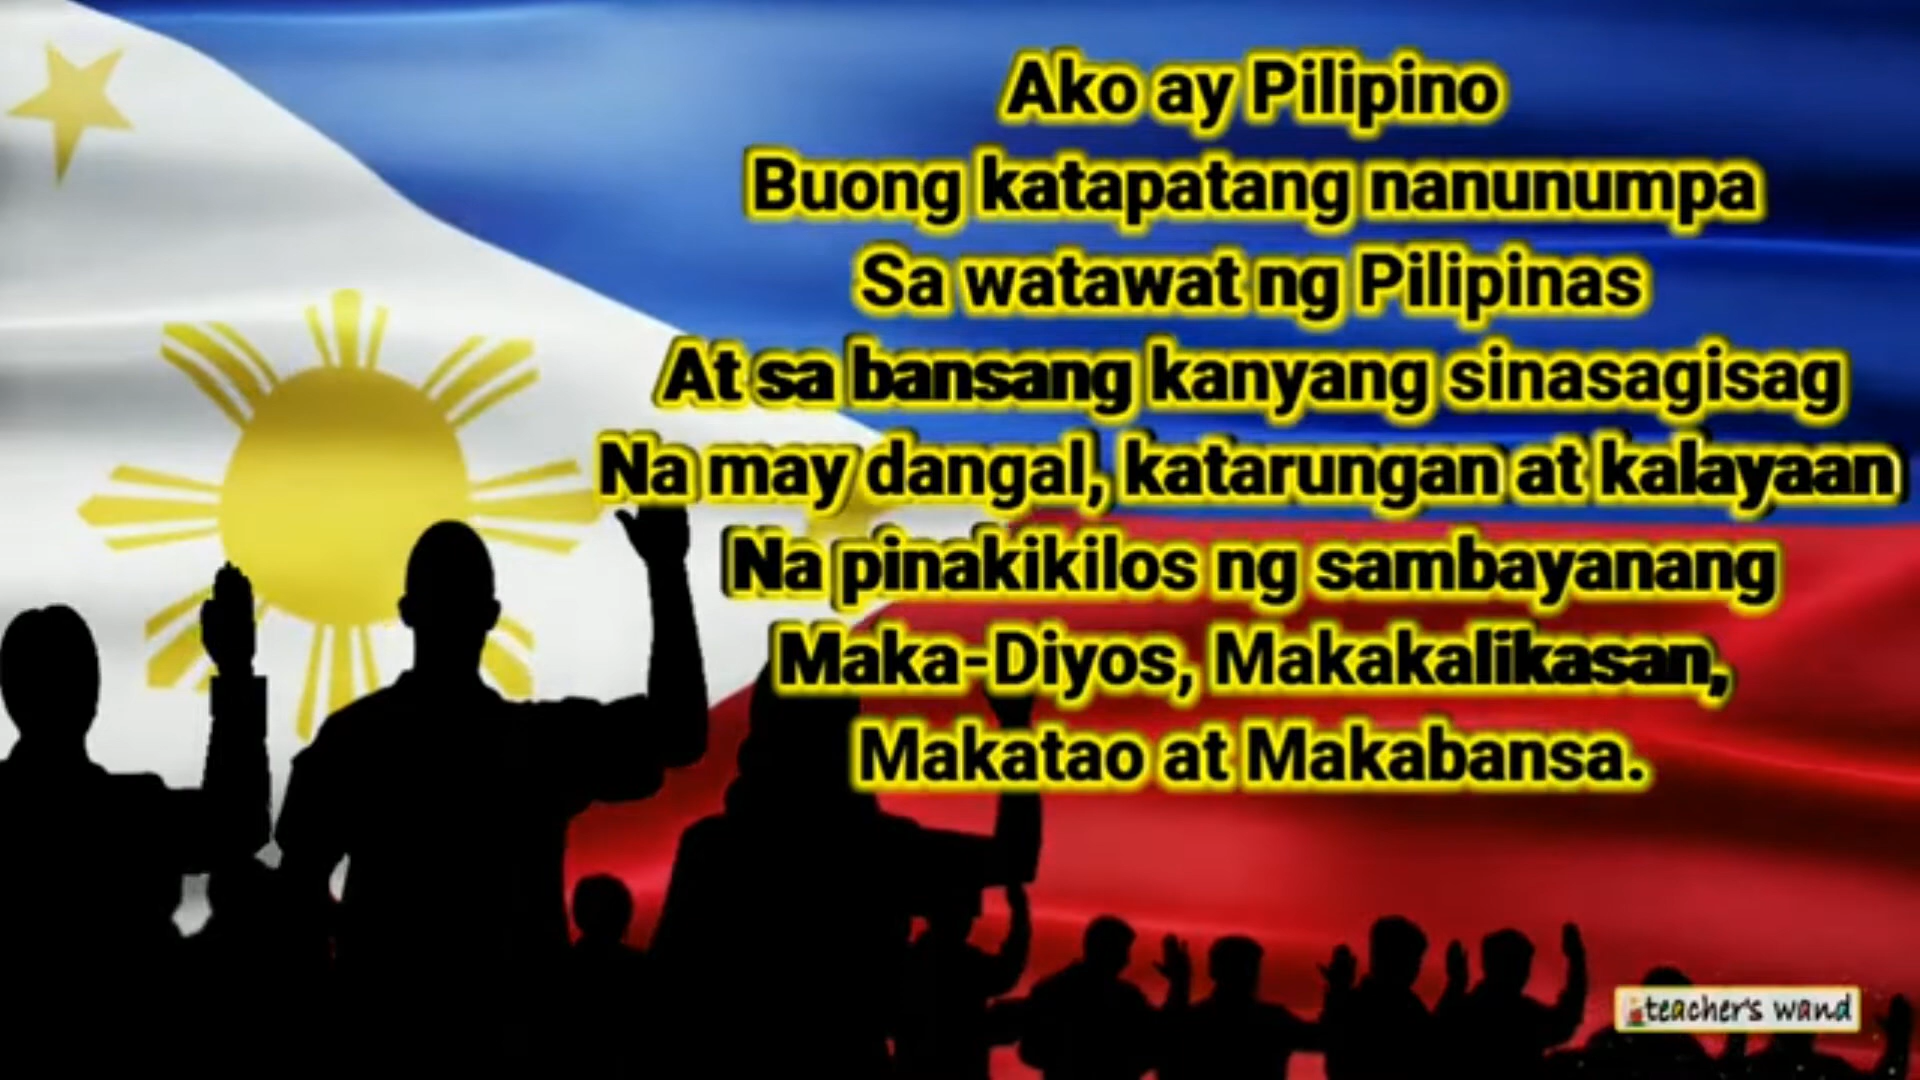 Ako ay Pilipino
Buong katapatang nanunumpa
Sa watawat ng Pilipinas
At sa bansang kanyang sinasagisag
Na may dangal, katarungan at kalayaan
Na pinakikilos ng sambayanang
Maka-Diyos, Makakalikasan,
Makatao at Makabansa.
teacher's wand